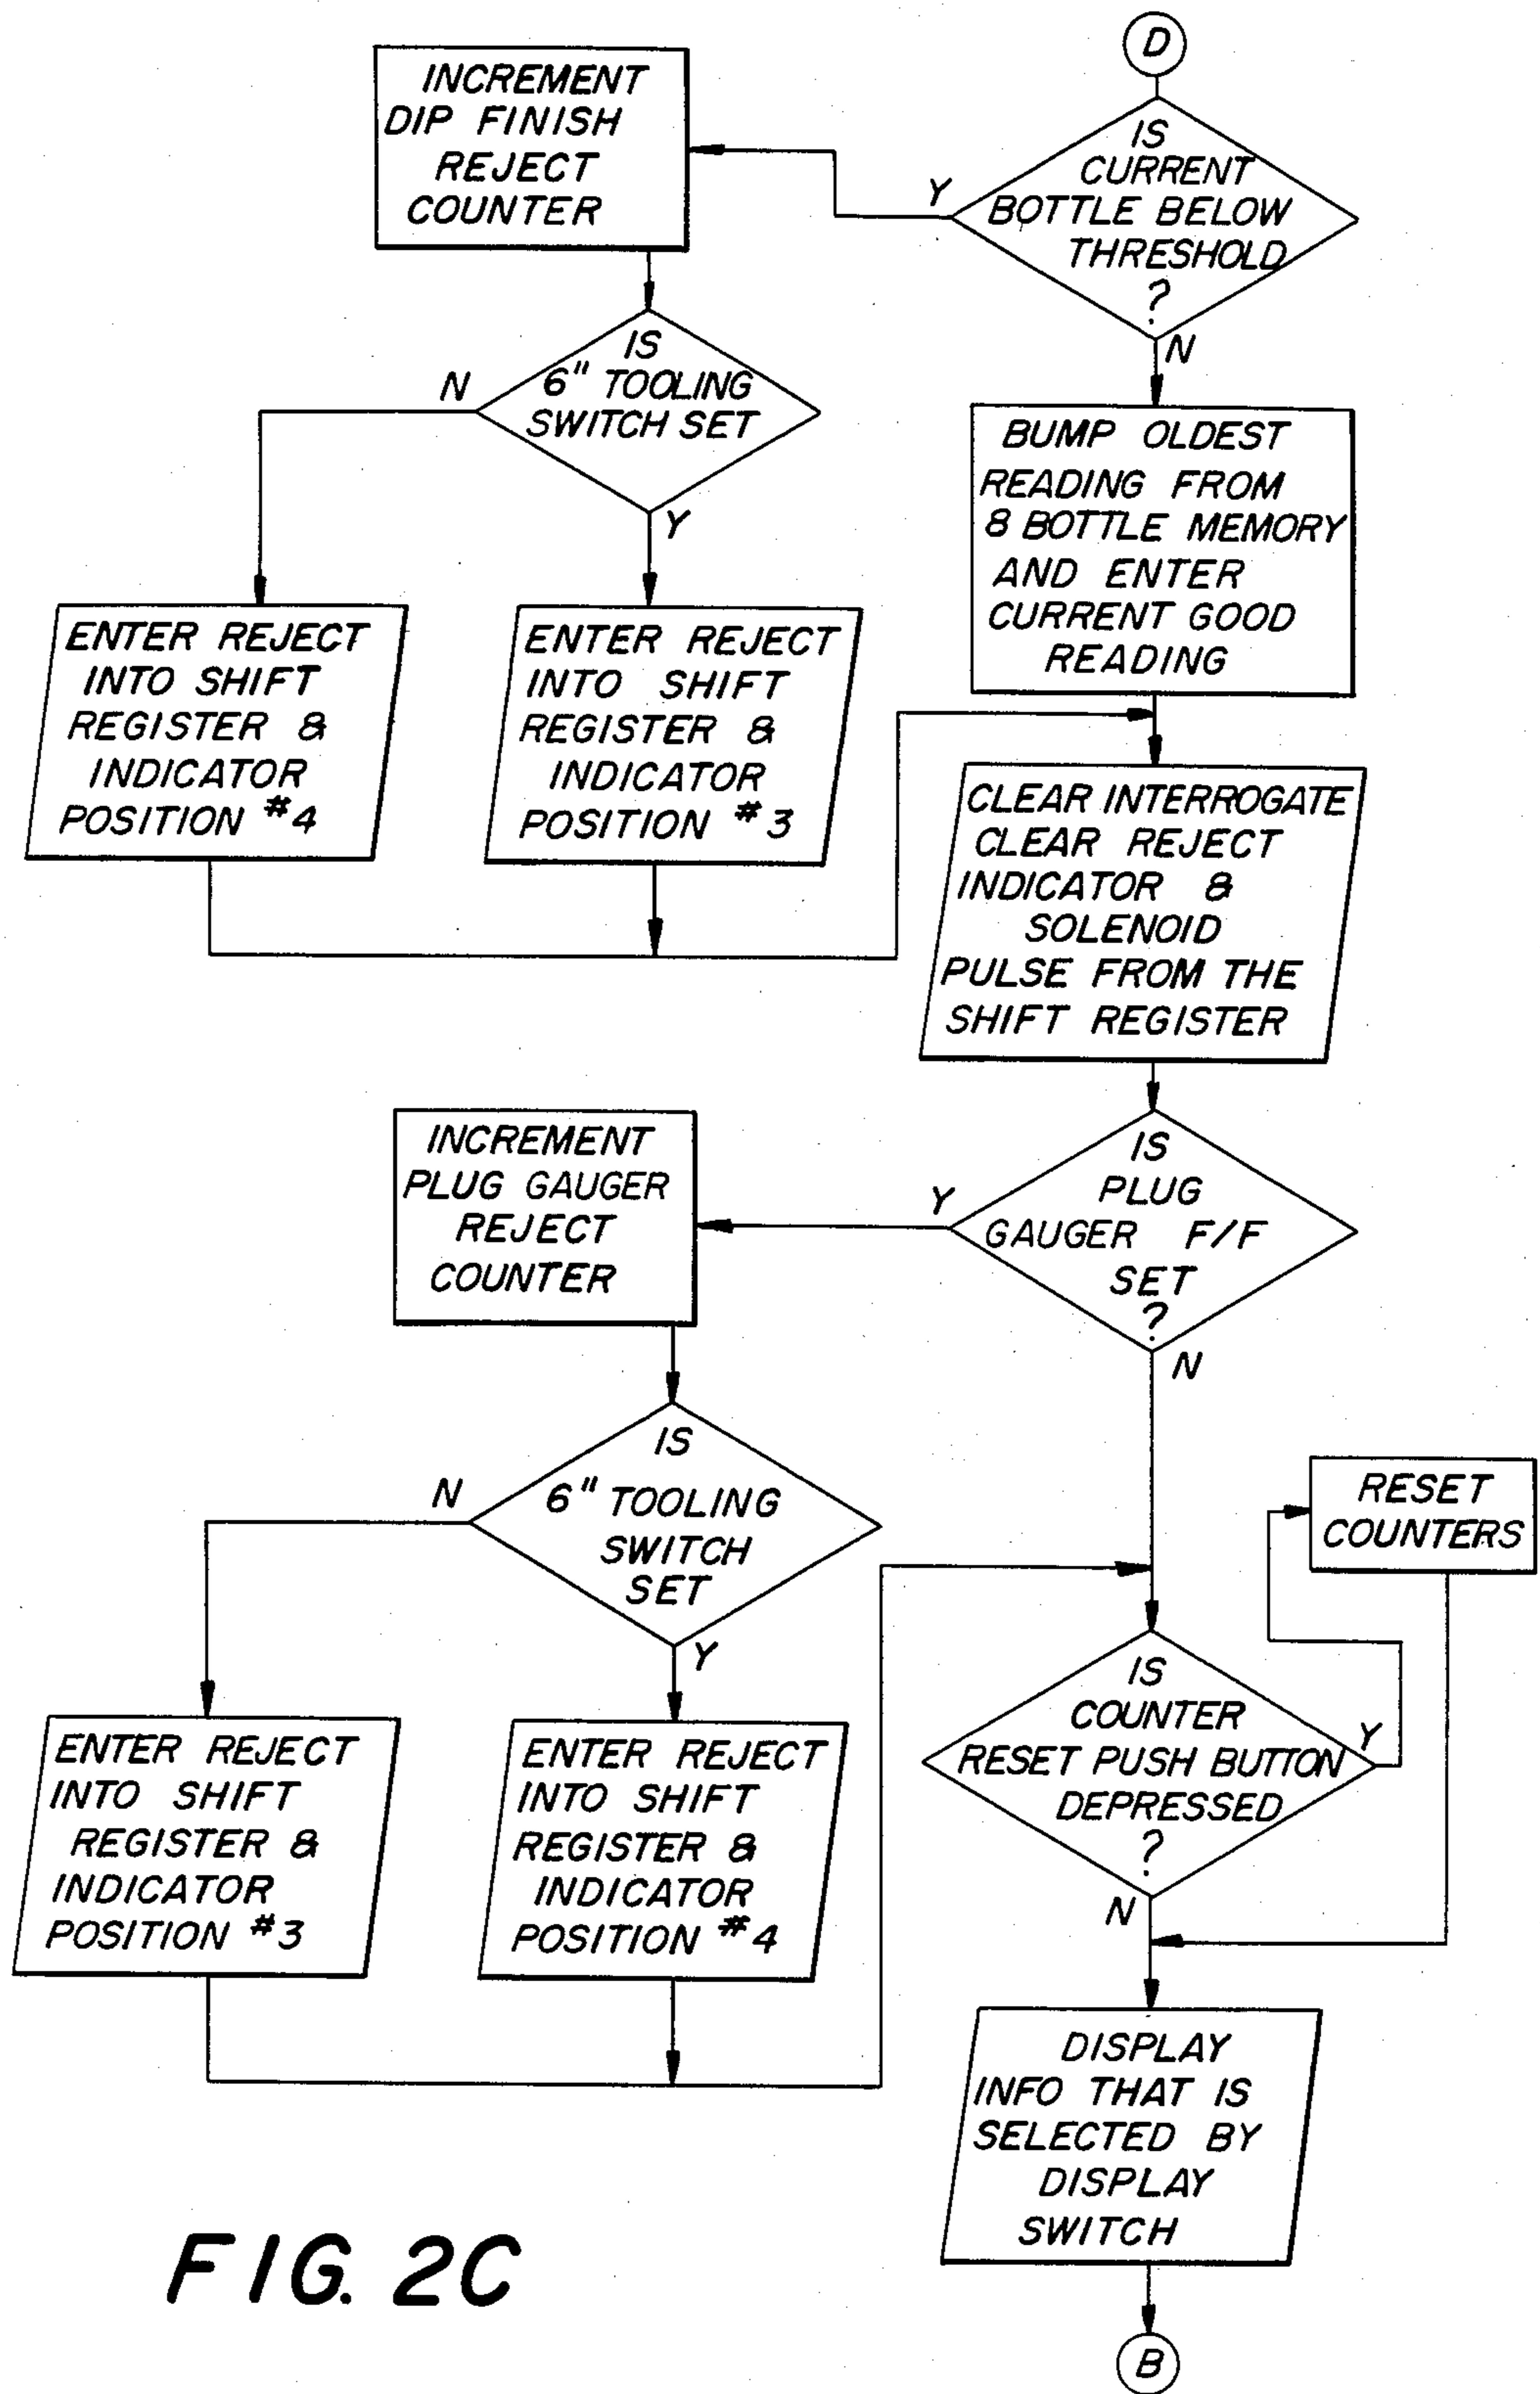 D
IS
CURRENT
BOTTLE BELOW
THRESHOLD
?
Y
N
INCREMENT
DIP FINISH
REJECT
COUNTER
IS
6" TOOLING
SWITCH SET
N
Y
ENTER REJECT
INTO SHIFT
REGISTER &
INDICATOR
POSITION #4
ENTER REJECT
INTO SHIFT
REGISTER &
INDICATOR
POSITION #3
BUMP OLDEST
READING FROM
8 BOTTLE MEMORY
AND ENTER
CURRENT GOOD
READING
CLEAR INTERROGATE
CLEAR REJECT
INDICATOR &
SOLENOID
PULSE FROM THE
SHIFT REGISTER
IS
PLUG
GAUGER F/F
SET
?
Y
N
INCREMENT
PLUG GAUGER
REJECT
COUNTER
IS
6" TOOLING
SWITCH
SET
N
Y
ENTER REJECT
INTO SHIFT
REGISTER &
INDICATOR
POSITION #3
ENTER REJECT
INTO SHIFT
REGISTER &
INDICATOR
POSITION #4
RESET
COUNTERS
IS
COUNTER
RESET PUSH BUTTON
DEPRESSED
?
Y
N
DISPLAY
INFO THAT IS
SELECTED BY
DISPLAY
SWITCH
B
FIG. 2C